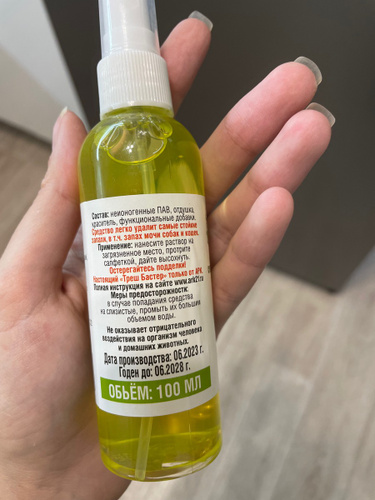 Состав: неионогенные ПАВ, отдушка,
краситель, функциональные добавки.
Средство легко удалит самые стойкие
запахи, в т.ч. запах мочи собак и кошек.
Применение: нанесите раствор на
загрязненное место, протрите
салфеткой, дайте высохнуть.
Остерегайтесь подделки!
Настоящий «Треш Бастер» только от АРК.
Полная инструкция на сайте www.ark21.ru
Меры предосторожности:
в случае попадания средства
на слизистые, промыть их большим
объемом воды.
Не оказывает отрицательного
воздействия на организм человека
и домашних животных.
Дата производства: 06.2023 г.
Годен до: 06.2028 г.
ОБЪЁМ: 100 МЛ